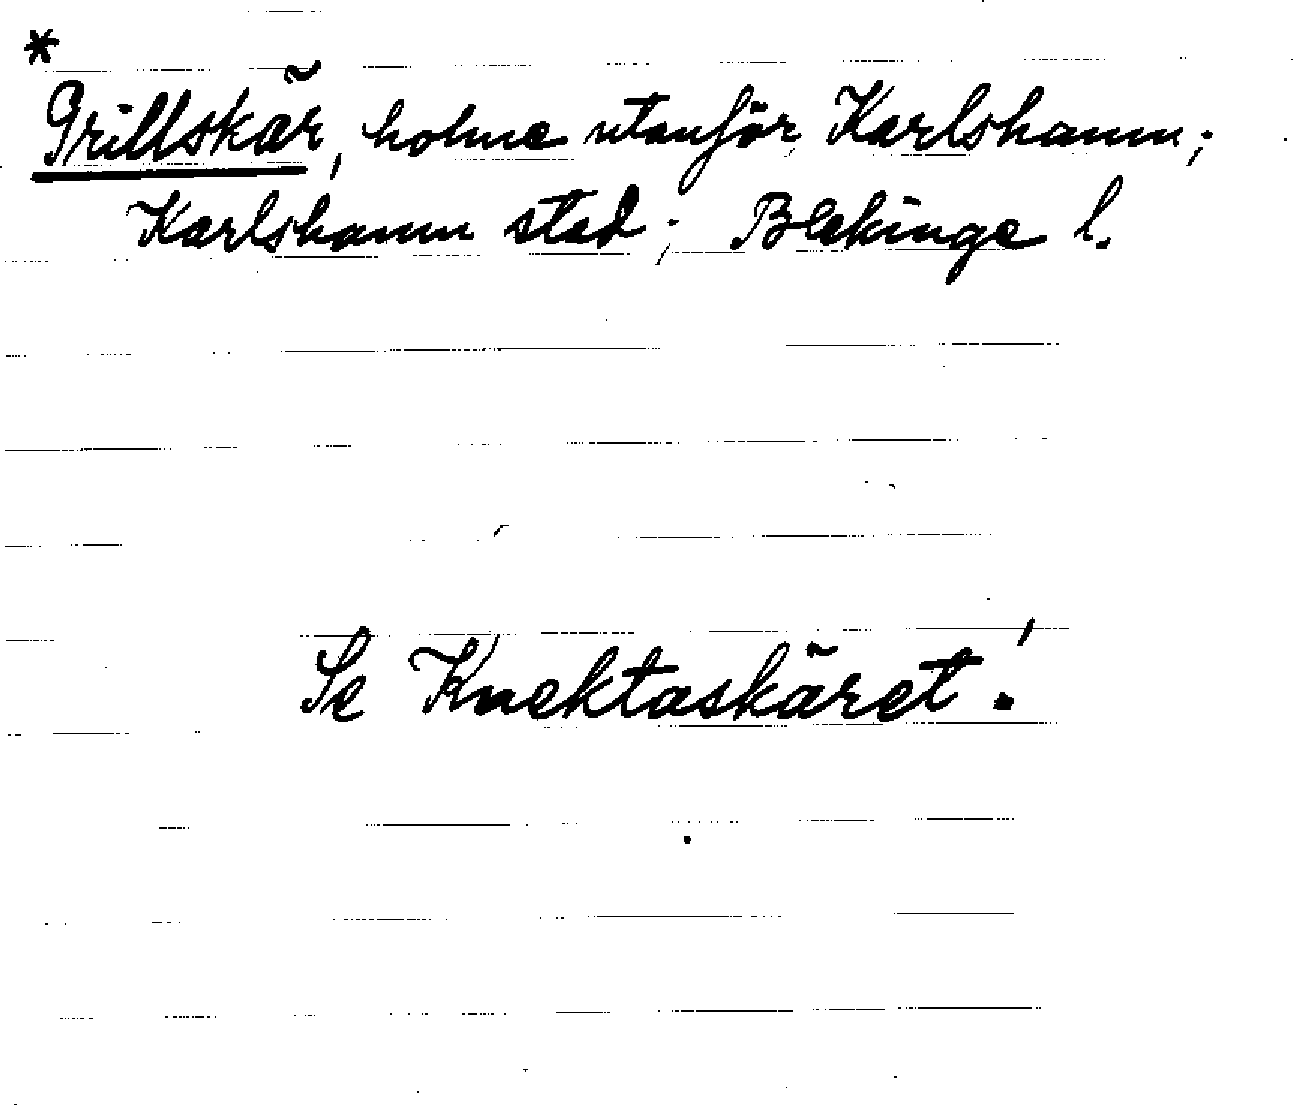 *
Grillskär, holme utanför Karlshamn;
Karlshamn stad; Blekinge l.
Se Knektaskäret!